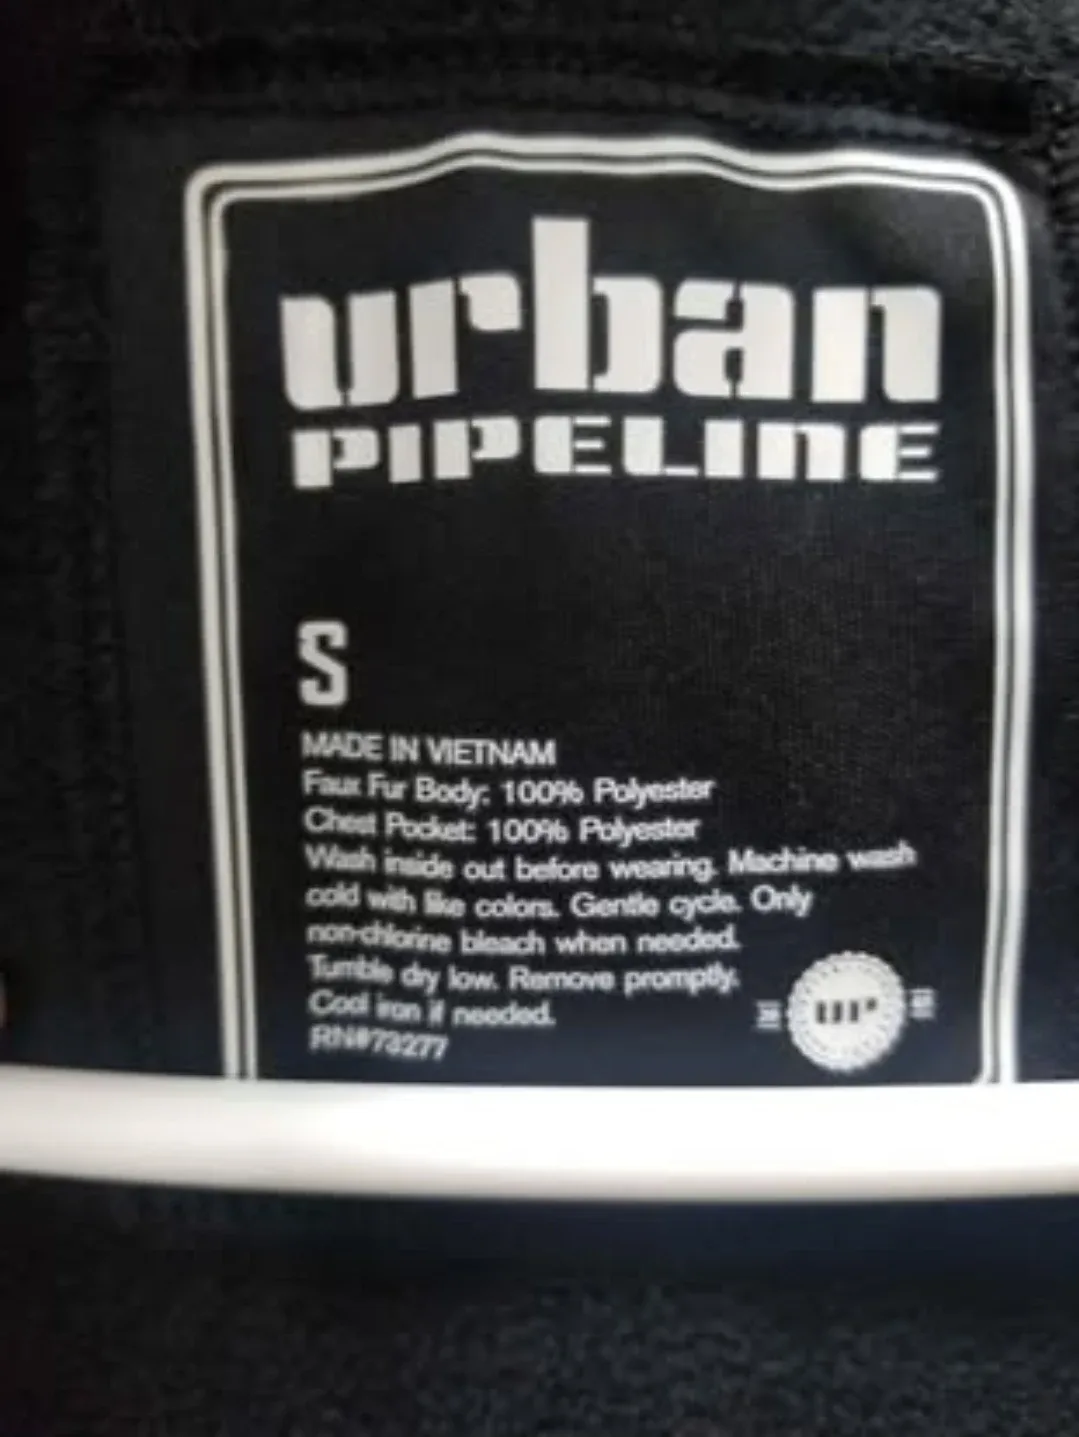 urban
PIPELINE
S
MADE IN VIETNAM
Faux Fur Body: 100% Polyester
Chest Pocket: 100% Polyester
Wash inside out before wearing. Machine wash
cold with like colors. Gentle cycle. Only
non-chlorine bleach when needed.
Tumble dry low. Remove promptly.
Cool iron if needed.
RN#73277
UP